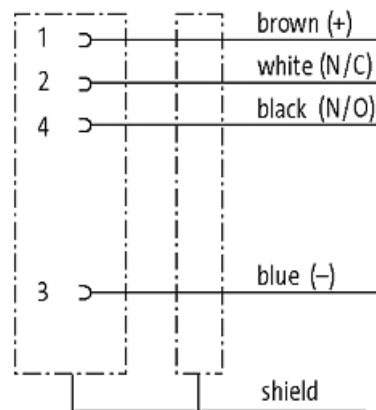 1 brown (+)
2 white (N/C)
4 black (N/O)
3 blue (–)
shield